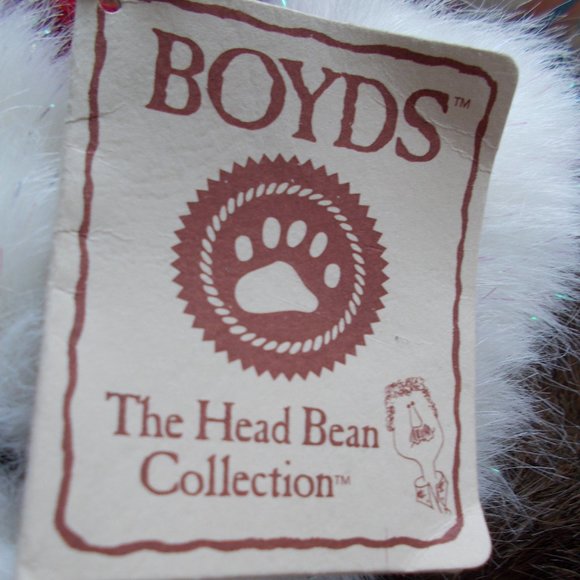 BOYDS™
The Head Bean
Collection™